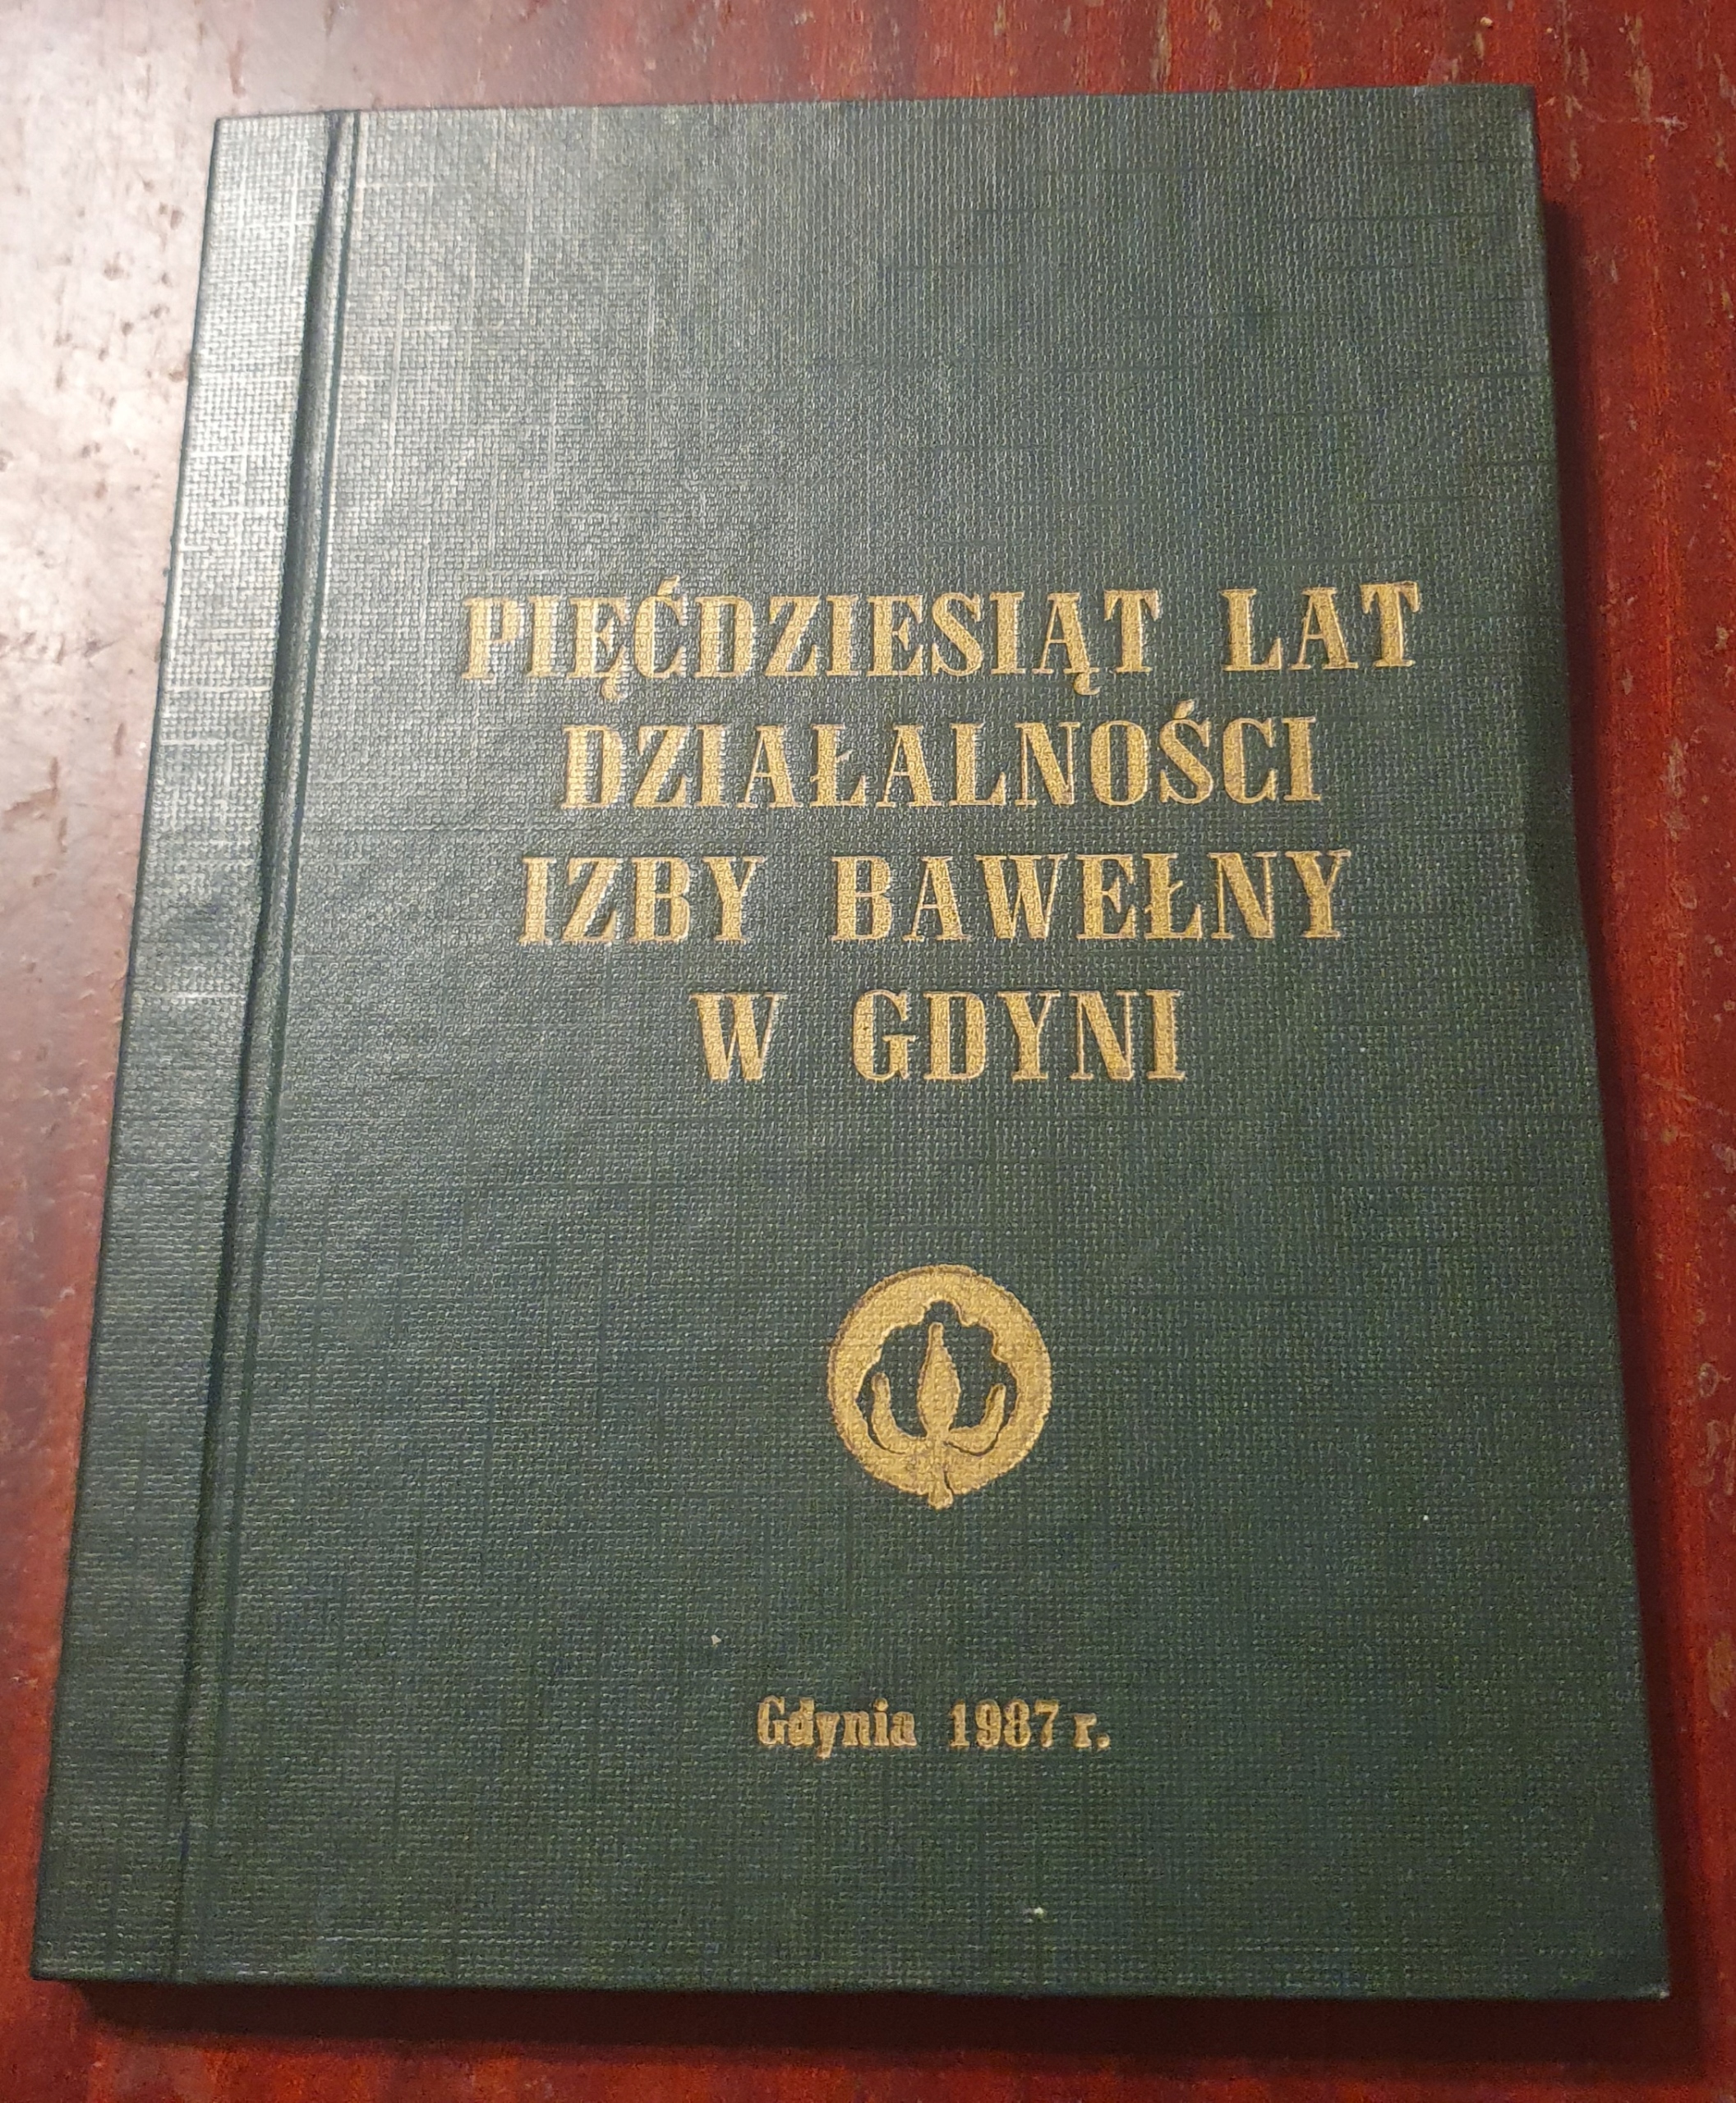 PIĘĆDZIESIĄT LAT
DZIAŁALNOŚCI
IZBY BAWEŁNY
W GDYNI
Gdynia 1987 r.